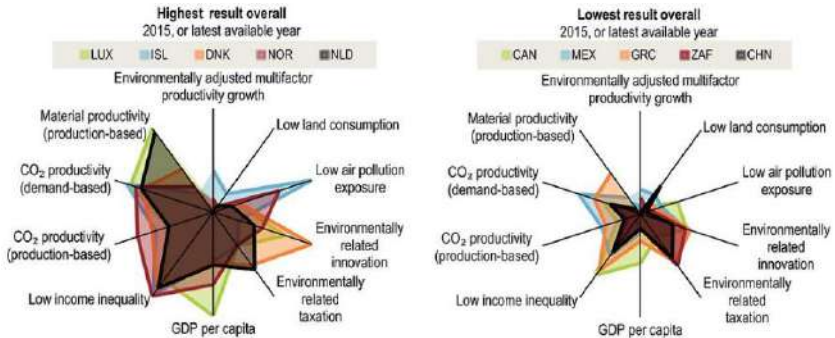 Highest result overall
2015, or latest available year
LUX ISL DNK NOR NLD
Environmentally adjusted multifactor
productivity growth
Material productivity
(production-based)
Low land consumption
CO₂ productivity
(demand-based)
Low air pollution
exposure
CO₂ productivity
(production-based)
Environmentally
related
innovation
Low income inequality
Environmentally
related
taxation
GDP per capita
Lowest result overall
2015, or latest available year
CAN MEX GRC ZAF CHN
Environmentally adjusted multifactor
productivity growth
Material productivity
(production-based)
Low land consumption
CO₂ productivity
(demand-based)
Low air pollution
exposure
CO₂ productivity
(production-based)
Environmentally
related
innovation
Low income inequality
Environmentally
related
taxation
GDP per capita